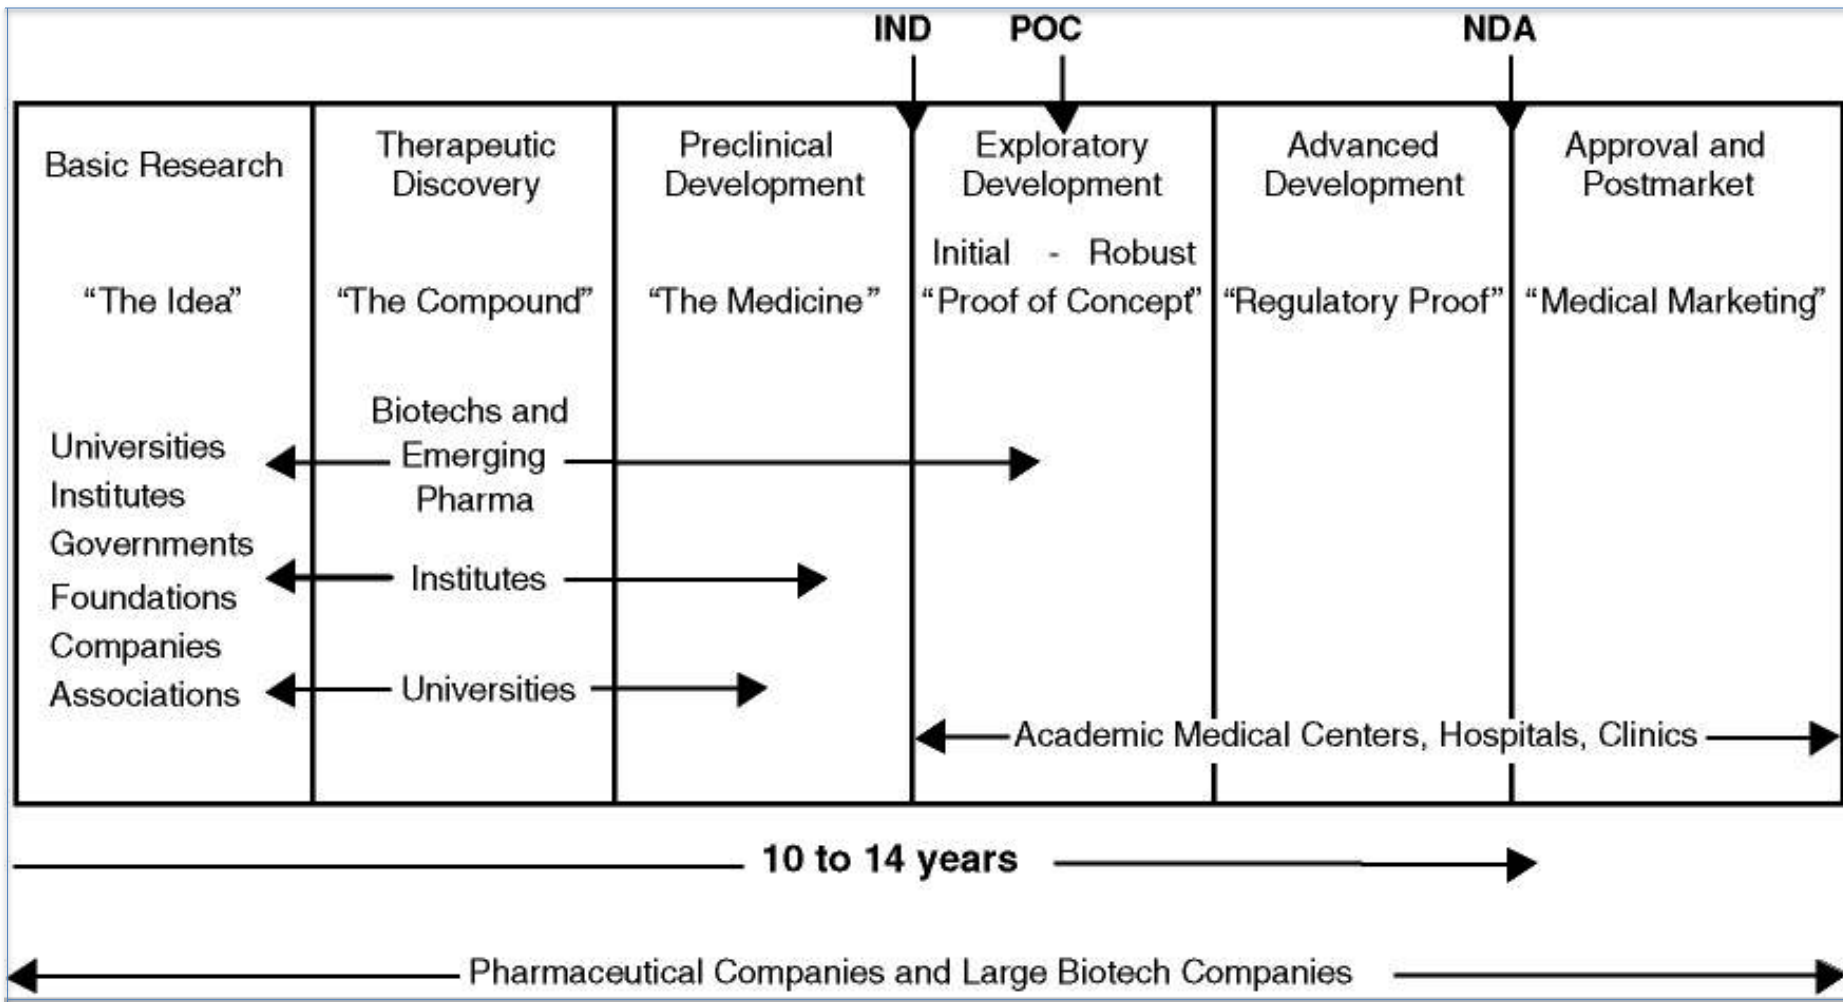 IND
POC
NDA
Basic Research
“The Idea”
Universities
Institutes
Governments
Foundations
Companies
Associations
Therapeutic
Discovery
“The Compound”
Biotechs and
Emerging
Pharma
Institutes
Universities
Preclinical
Development
“The Medicine”
Exploratory
Development
Initial - Robust
“Proof of Concept”
Advanced
Development
“Regulatory Proof”
Approval and
Postmarket
“Medical Marketing”
Academic Medical Centers, Hospitals, Clinics
10 to 14 years
Pharmaceutical Companies and Large Biotech Companies